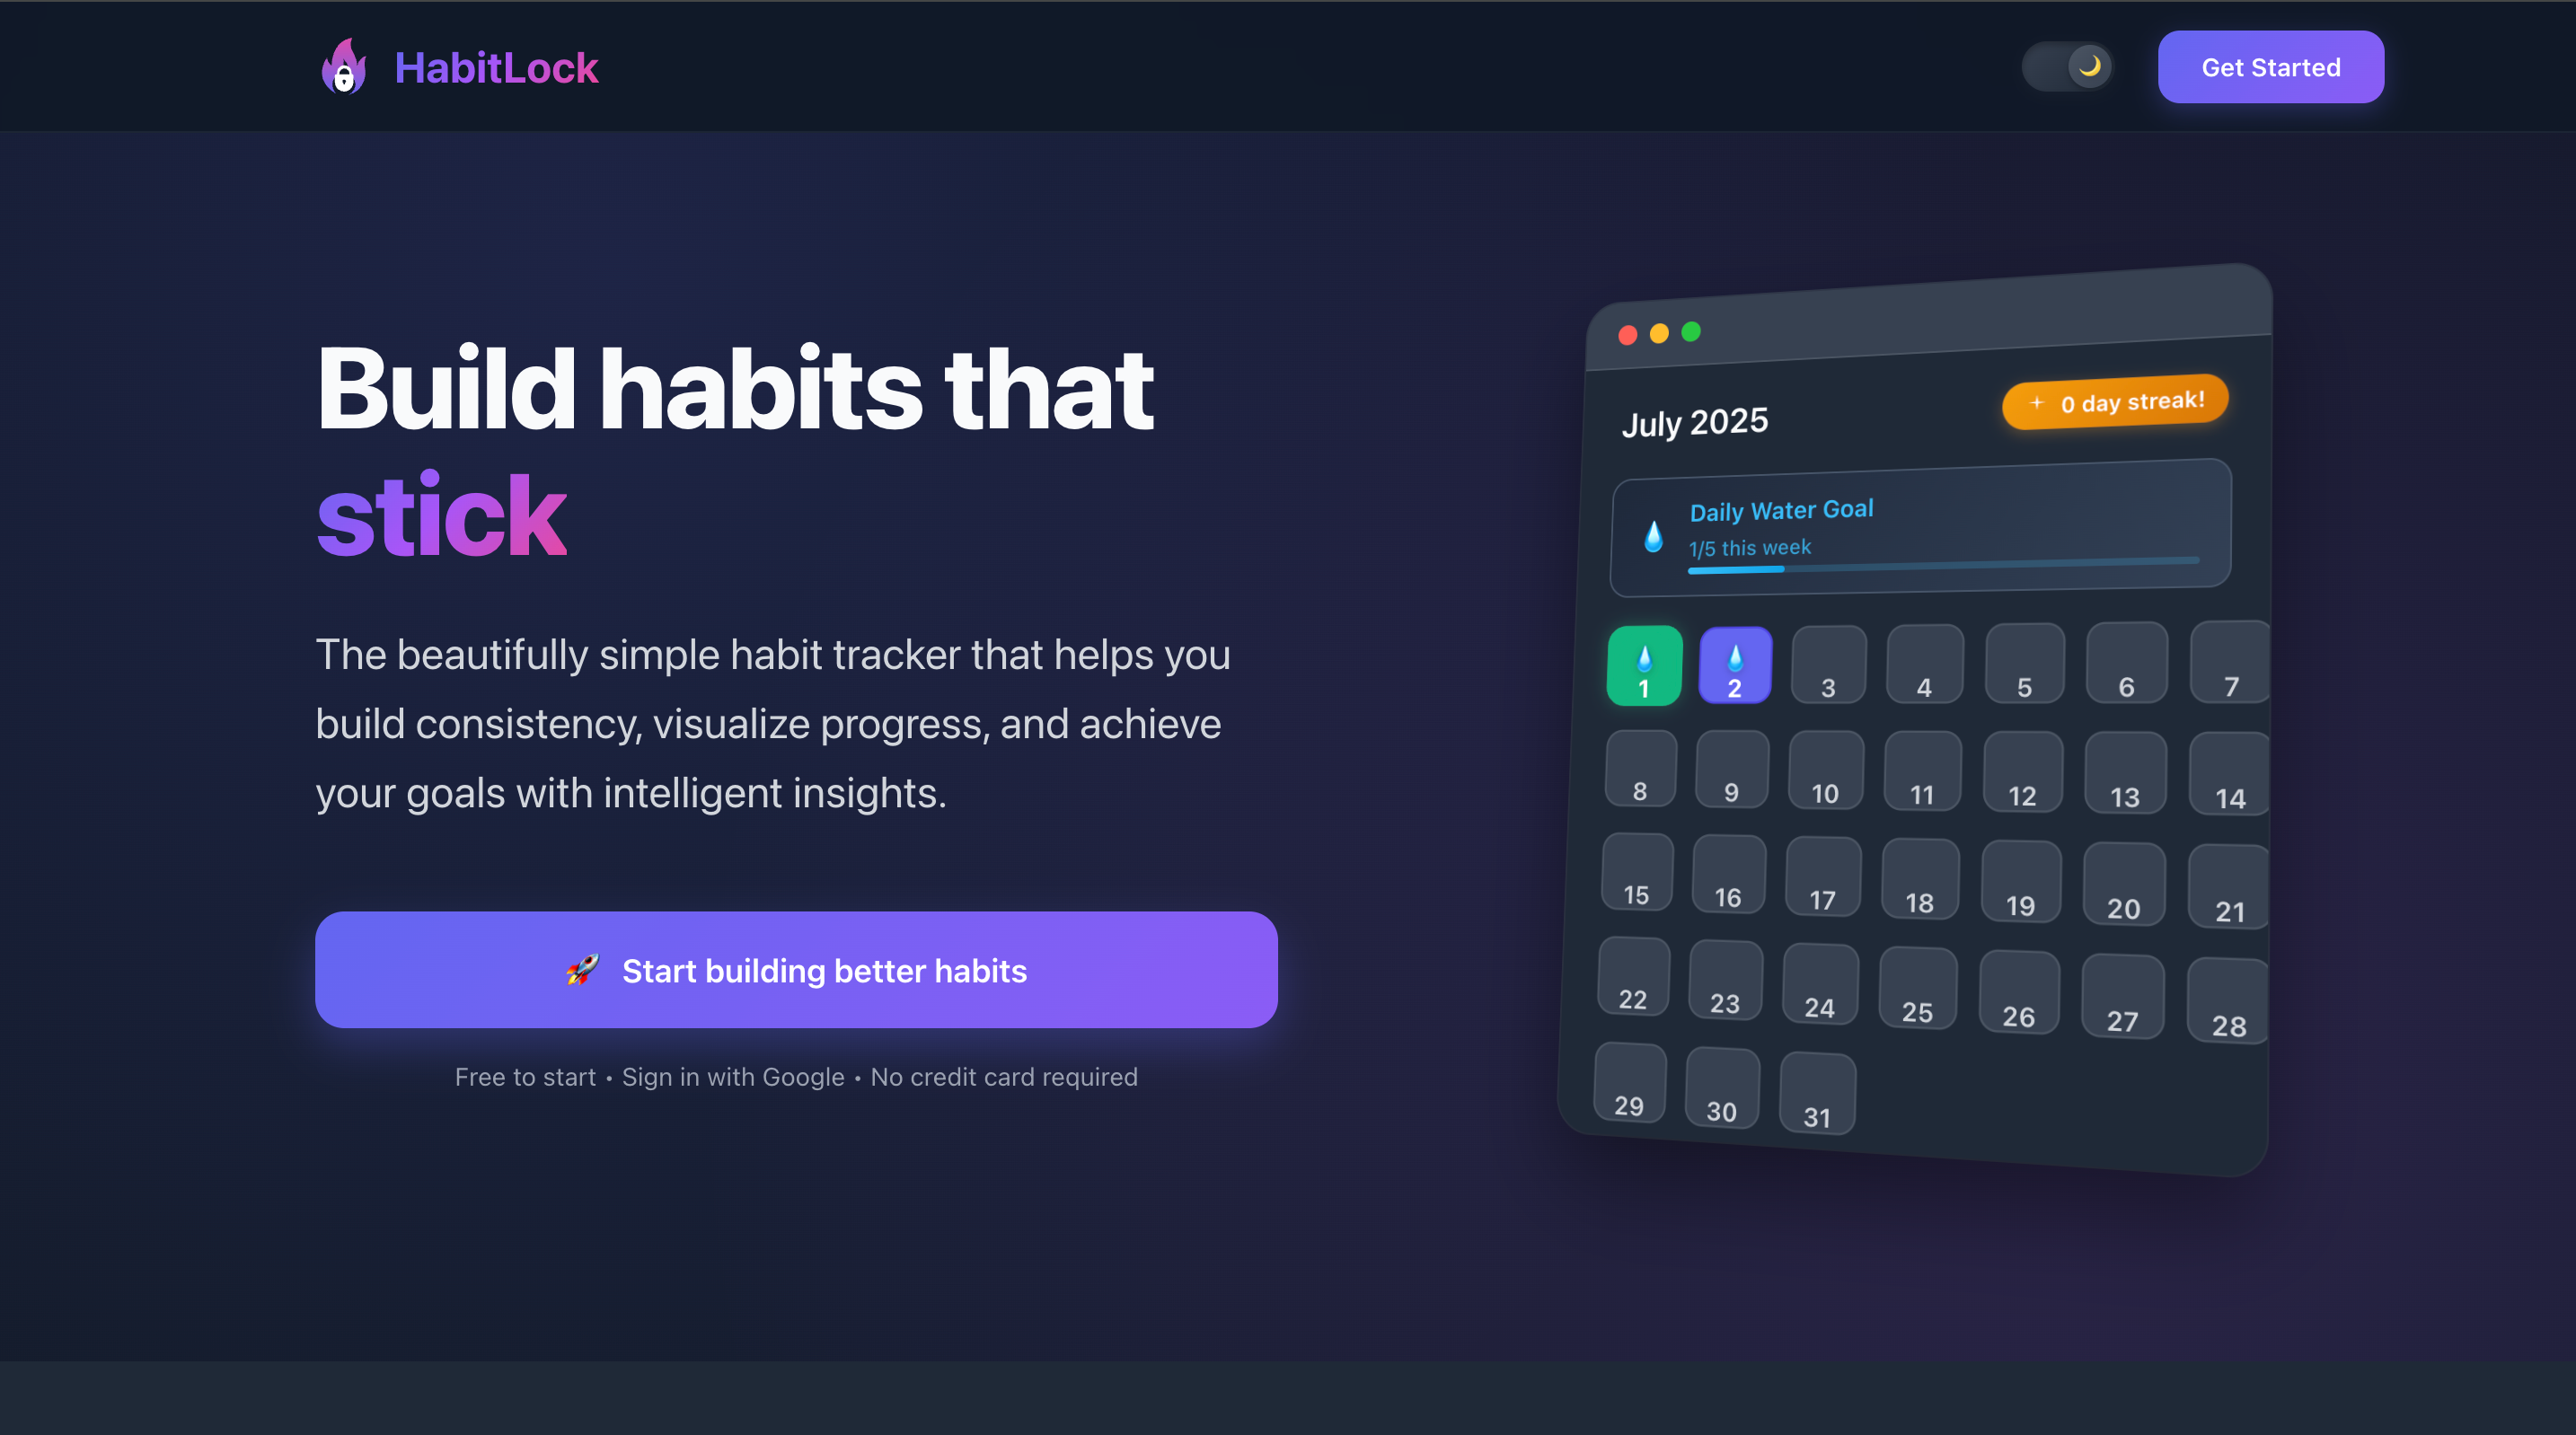 HabitLock
Get Started
Build habits that
stick
The beautifully simple habit tracker that helps you
build consistency, visualize progress, and achieve
your goals with intelligent insights.
Start building better habits
Free to start • Sign in with Google • No credit card required
July 2025
0 day streak!
Daily Water Goal
1/5 this week
1 2 3 4 5 6 7
8 9 10 11 12 13 14
15 16 17 18 19 20 21
22 23 24 25 26 27 28
29 30 31